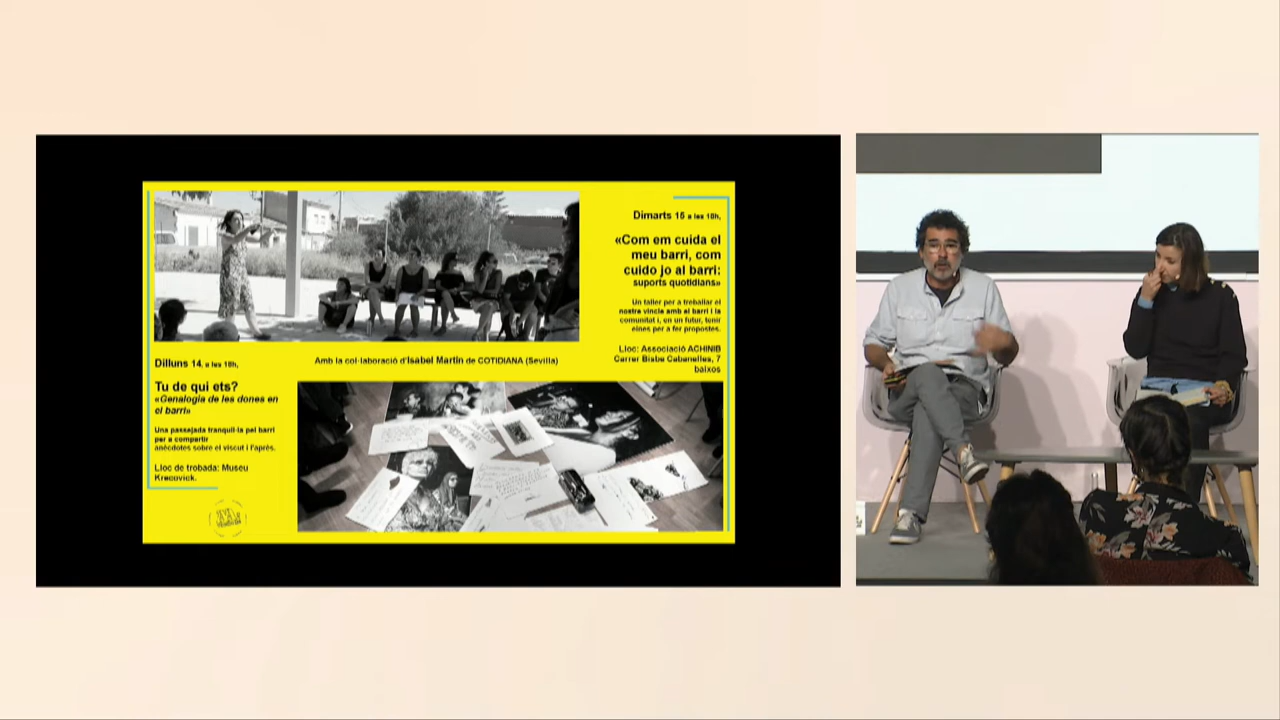 Dimarts 15 a les 18h,
«Com em cuida el
meu barri, com
cuido jo al barri:
suports quotidians»
Un taller per a treballar el
nostre vincle amb el barri i la
comunitat i, en un futur, tenir
eines per a fer propostes.
Lloc: Associació ACHINIB
Carrer Bisbe Cabanelles, 7
baixos
Amb la col·laboració d'Isabel Martin de COTIDIANA (Sevilla)
Dilluns 14, a les 18h,
Tu de qui ets?
«Genalogia de les dones en
el barri»
Una passejada tranquil·la pel barri
per a compartir
anècdotes sobre el viscut i l'après.
Lloc de trobada: Museu
Krecovick.